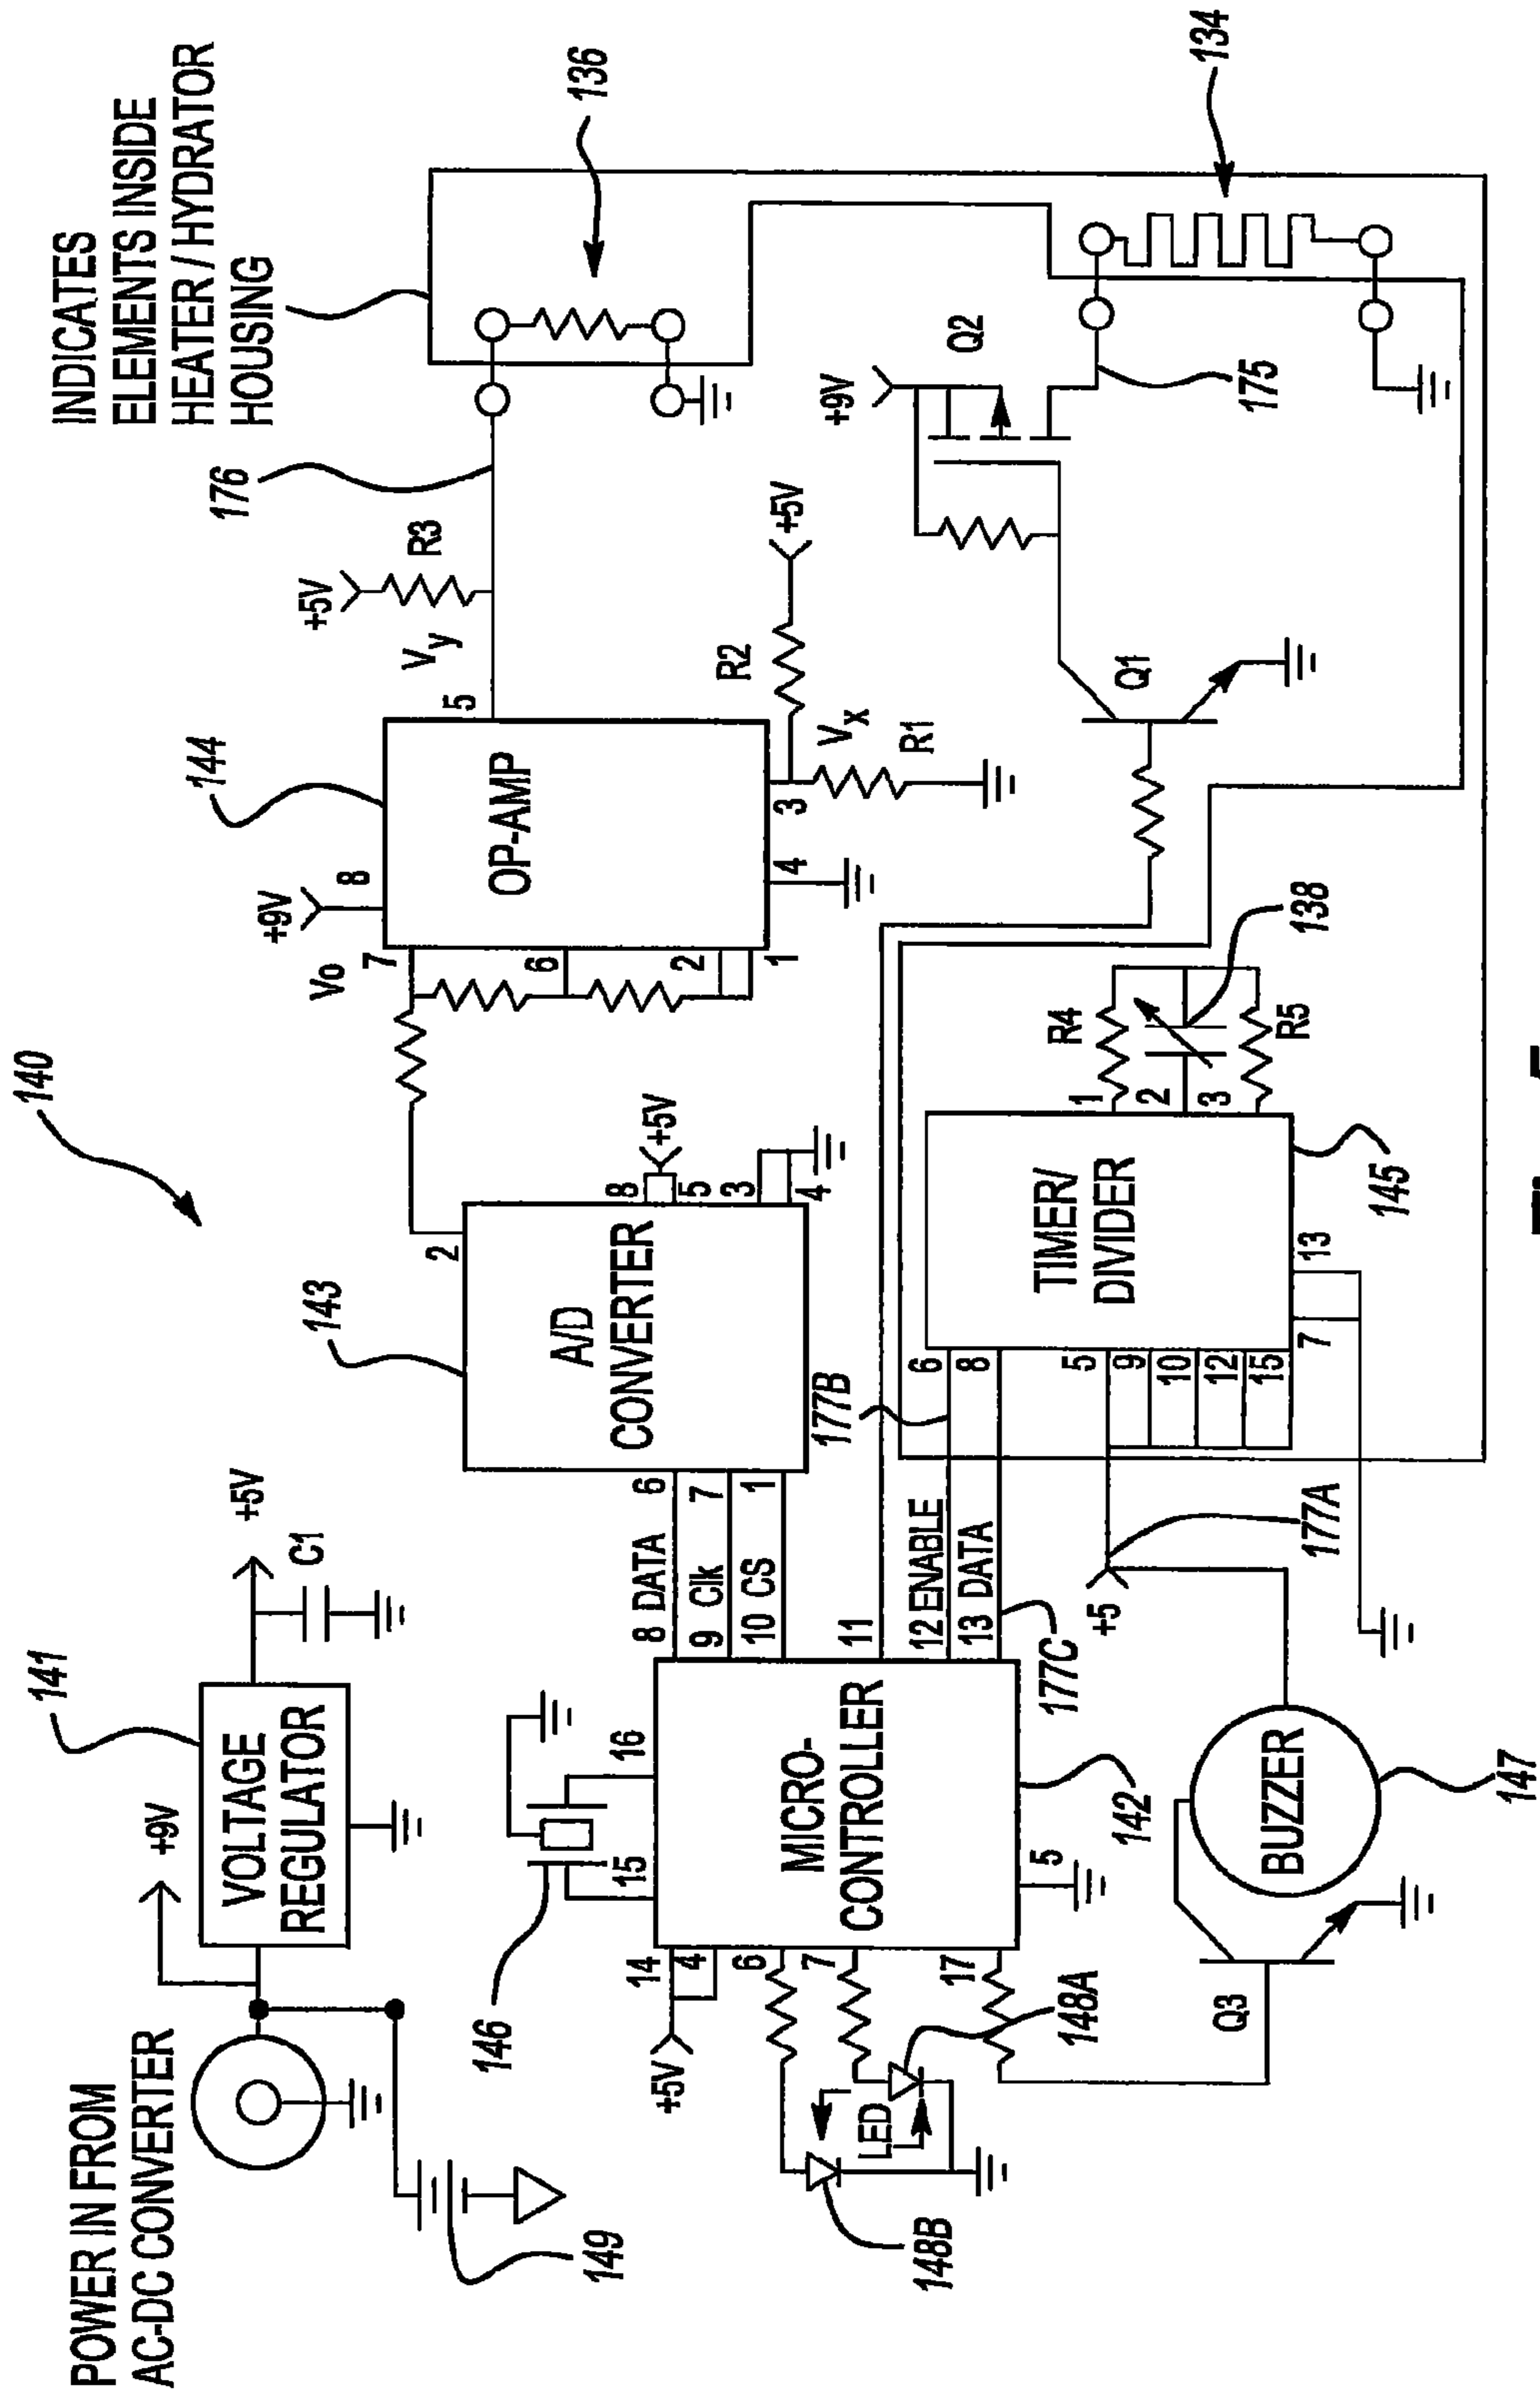 140
POWER IN FROM
AC-DC CONVERTER
+9V
141
VOLTAGE
REGULATOR
+5V
C1
149
146
15
16
+5V
14
4
6
7
17
MICRO-
CONTROLLER
142
5
8 DATA 6
9 Clk 7
10 CS 1
11
12 ENABLE 6
13 DATA 8
177B
177C
143
A/D
CONVERTER
2
8
5
+5V
3
4
Vo
7
6
2
1
+9V
8
144
OP-AMP
5
3
4
Vy
+5V
R3
176
R2
+5V
Vx
R1
INDICATES
ELEMENTS INSIDE
HEATER / HYDRATOR
HOUSING
136
134
+9V
Q2
175
Q1
TIMER/
DIVIDER
145
1
2
3
R4
R5
138
5
9
10
12
15
7
13
+5
177A
BUZZER
147
Q3
LED
148A
148B